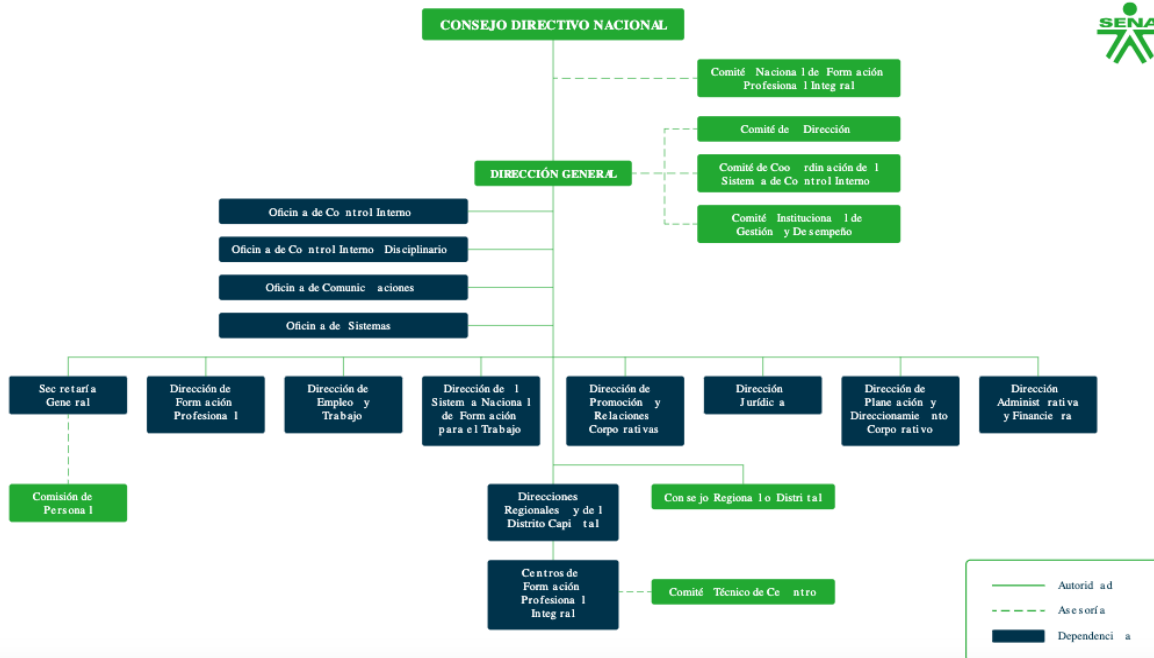 CONSEJO DIRECTIVO NACIONAL
SENA
Comité Nacional de Formación
Profesional Integral
Comité de Dirección
DIRECCIÓN GENERAL
Comité de Coordinación del
Sistema de Control Interno
Comité Institucional de
Gestión y Desempeño
Oficina de Control Interno
Oficina de Control Interno Disciplinario
Oficina de Comunicaciones
Oficina de Sistemas
Secretaría
General
Dirección de
Formación
Profesional
Dirección de
Empleo y
Trabajo
Dirección del
Sistema Nacional
de Formación
para el Trabajo
Dirección de
Promoción y
Relaciones
Corporativas
Dirección
Jurídica
Dirección de
Planeación y
Direccionamiento
Corporativo
Dirección
Administrativa
y Financiera
Comisión de
Personal
Direcciones
Regionales y del
Distrito Capital
Consejo Regional o Distrital
Centros de
Formación
Profesional
Integral
Comité Técnico de Centro
Autoridad
Asesoría
Dependencia